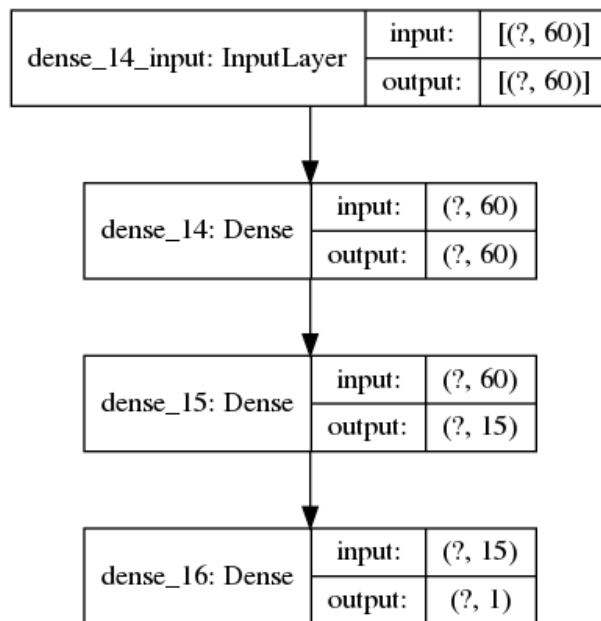 dense_14_input: InputLayer
input: [(?, 60)]
output: [(?, 60)]
dense_14: Dense
input: (?, 60)
output: (?, 60)
dense_15: Dense
input: (?, 60)
output: (?, 15)
dense_16: Dense
input: (?, 15)
output: (?, 1)